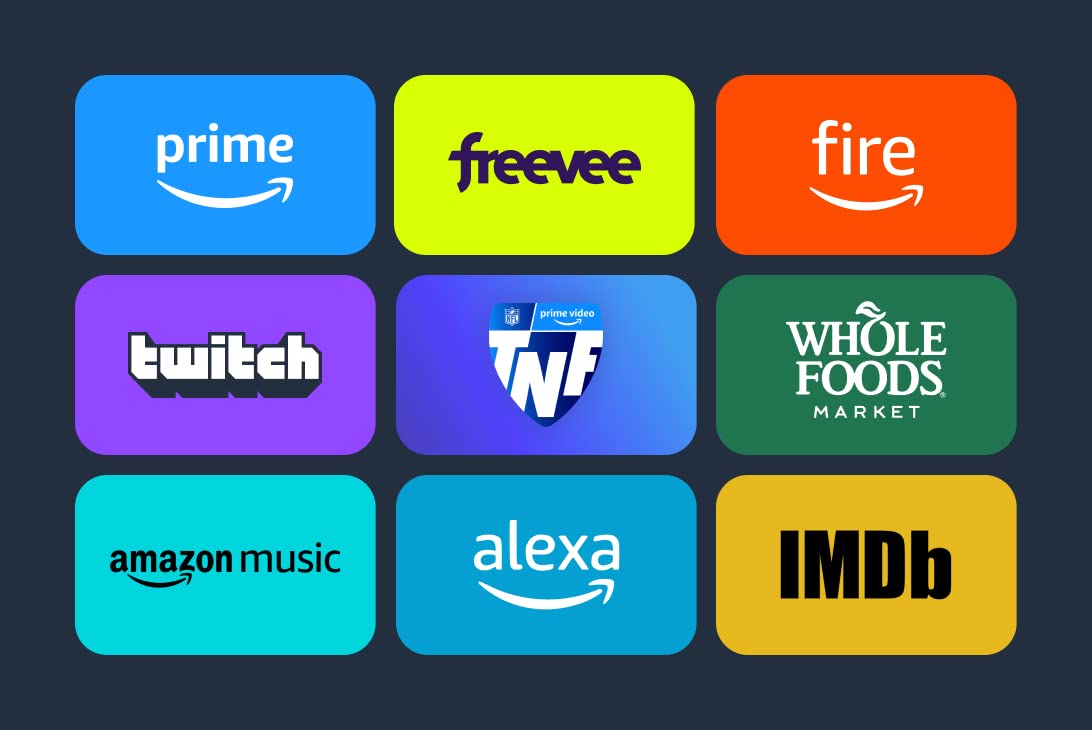 prime
freevee
fire
twitch
NFL
prime video
TNF
WHOLE
FOODS®
MARKET
amazon music
alexa
IMDb